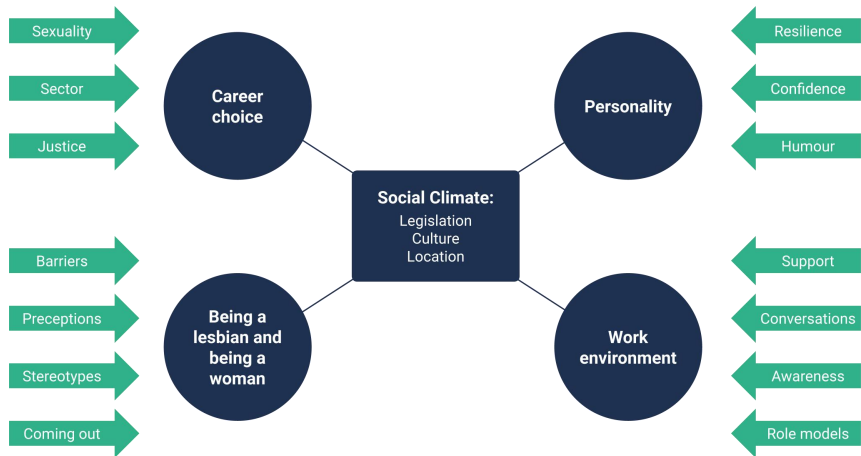 Sexuality
Sector
Justice
Career
choice
Personality
Resilience
Confidence
Humour
Social Climate:
Legislation
Culture
Location
Barriers
Preceptions
Stereotypes
Coming out
Being a
lesbian and
being a
woman
Work
environment
Support
Conversations
Awareness
Role models